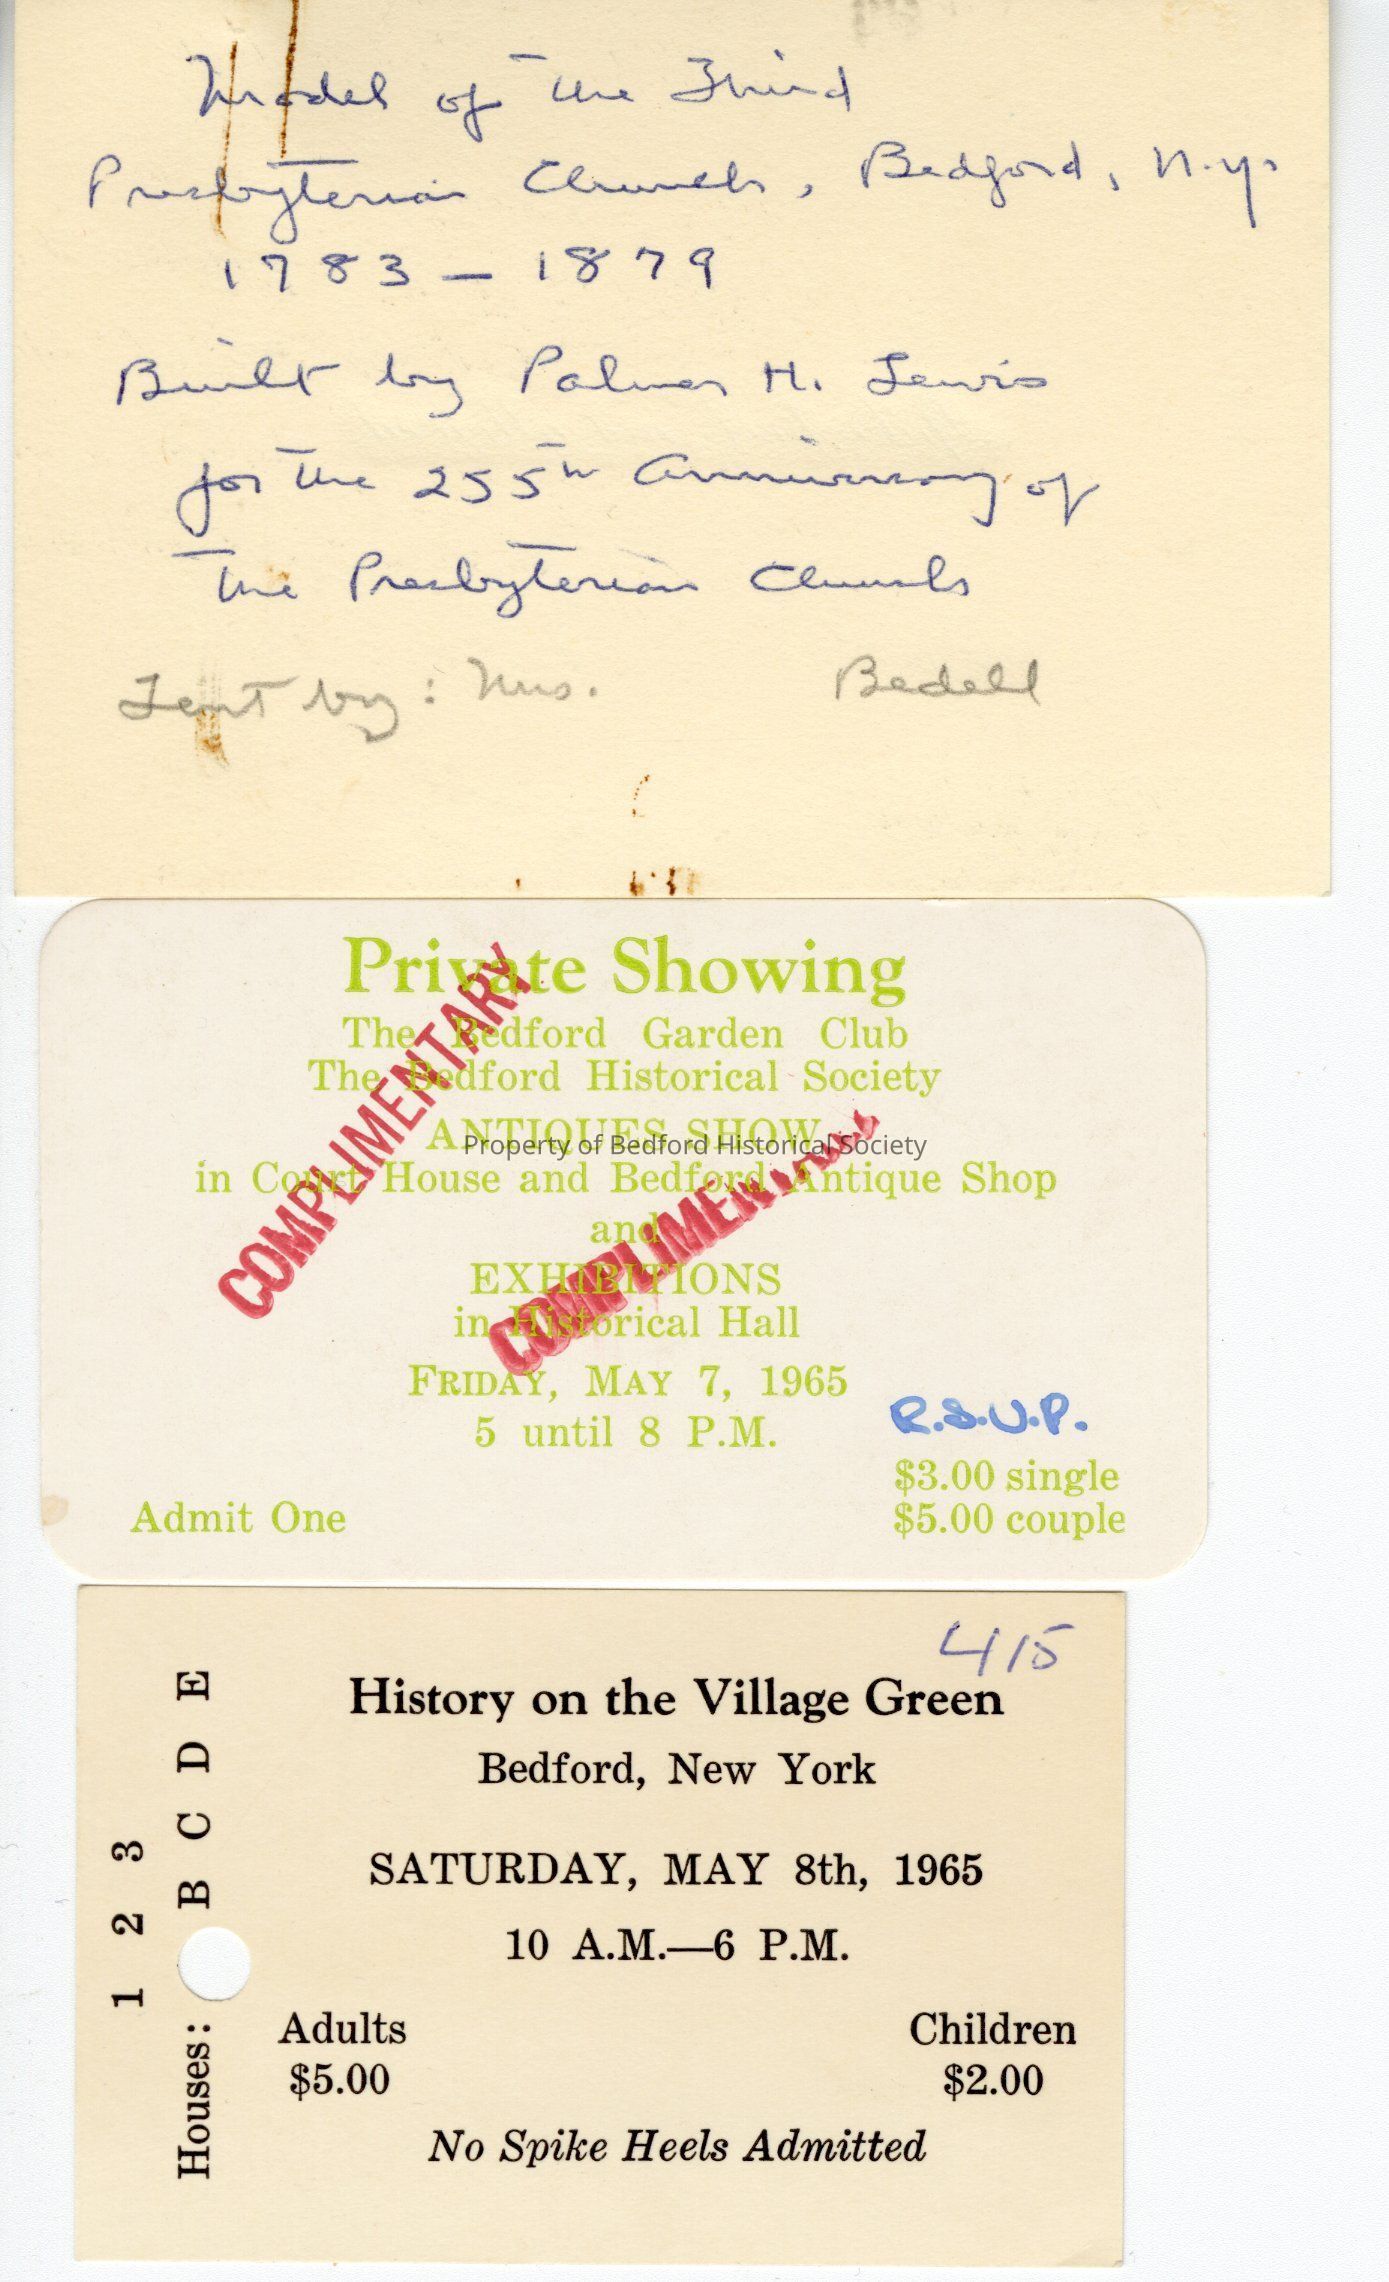 Model of the Third
Presbyterian Church, Bedford, N.Y.
1783 – 1879
Built by Palmer H. Lewis
for the 255th Anniversary of
The Presbyterian Church
Lent by: Mrs. Bedell
Private Showing
The Bedford Garden Club
The Bedford Historical Society
ANTIQUES SHOW
Property of Bedford Historical Society
in Court House and Bedford Antique Shop
and
EXHIBITIONS
in Historical Hall
FRIDAY, MAY 7, 1965
5 until 8 P.M.
R.S.V.P.
$3.00 single
$5.00 couple
Admit One
COMPLIMENTARY
COMPLIMENTARY
415
History on the Village Green
Bedford, New York
SATURDAY, MAY 8th, 1965
10 A.M.—6 P.M.
Adults Children
$5.00 $2.00
No Spike Heels Admitted
1 2 3
Houses: B C D E